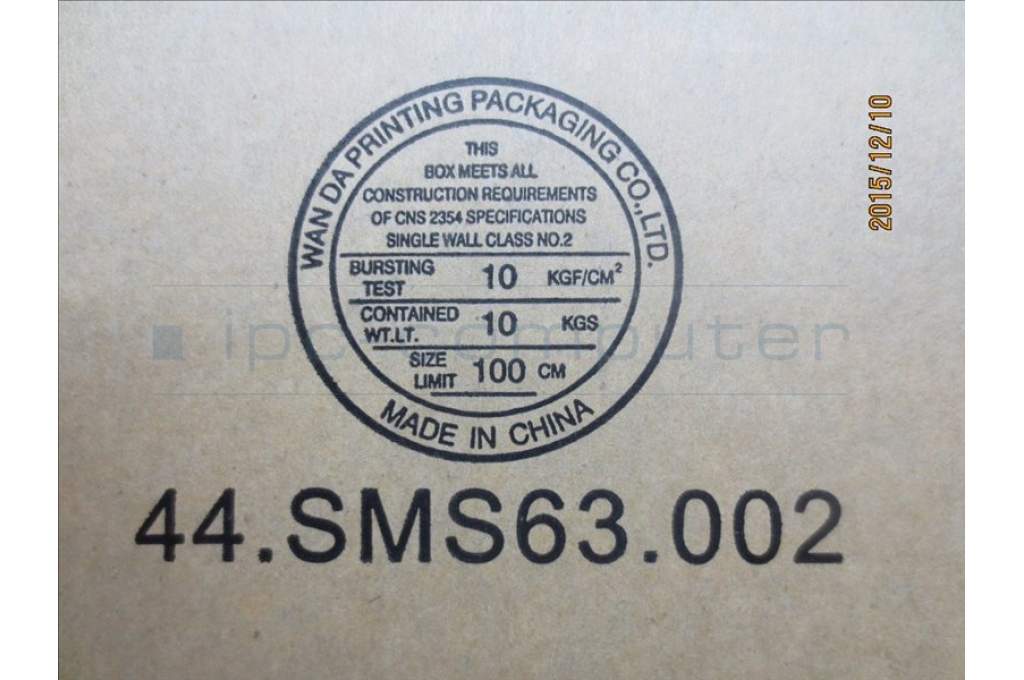 WAN DA PRINTING PACKAGING CO.,LTD.
THIS
BOX MEETS ALL
CONSTRUCTION REQUIREMENTS
OF CNS 2354 SPECIFICATIONS
SINGLE WALL CLASS NO.2
BURSTING TEST 10 KGF/CM²
CONTAINED WT.LT. 10 KGS
SIZE LIMIT 100 CM
MADE IN CHINA
44.SMS63.002
2015/12/10
ipc-computer